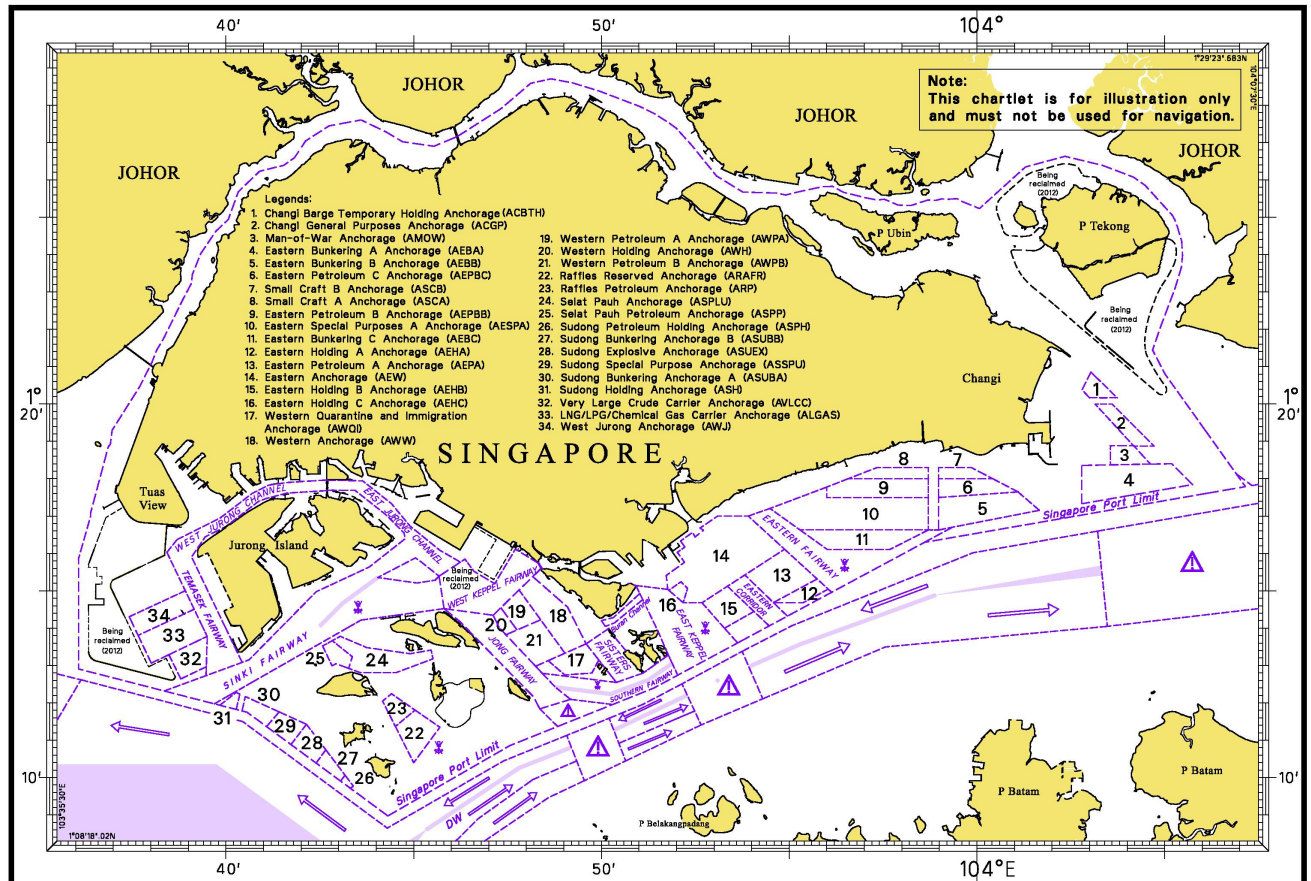 40'
50'
104°
1°29'23".683N
104°07'30"E
JOHOR
JOHOR
JOHOR
JOHOR
Note:
This chartlet is for illustration only
and must not be used for navigation.
Being
reclaimed
(2012)
P Tekong
P Ubin
Being
reclaimed
(2012)
Legends:
1. Changi Barge Temporary Holding Anchorage (ACBTH)
2. Changi General Purposes Anchorage (ACGP)
3. Man-of-War Anchorage (AMOW)
4. Eastern Bunkering A Anchorage (AEBA)
5. Eastern Bunkering B Anchorage (AEBB)
6. Eastern Petroleum C Anchorage (AEPBC)
7. Small Craft B Anchorage (ASCB)
8. Small Craft A Anchorage (ASCA)
9. Eastern Petroleum B Anchorage (AEPBB)
10. Eastern Special Purposes A Anchorage (AESPA)
11. Eastern Bunkering C Anchorage (AEBC)
12. Eastern Holding A Anchorage (AEHA)
13. Eastern Petroleum A Anchorage (AEPA)
14. Eastern Anchorage (AEW)
15. Eastern Holding B Anchorage (AEHB)
16. Eastern Holding C Anchorage (AEHC)
17. Western Quarantine and Immigration
Anchorage (AWQI)
18. Western Anchorage (AWW)
19. Western Petroleum A Anchorage (AWPA)
20. Western Holding Anchorage (AWH)
21. Western Petroleum B Anchorage (AWPB)
22. Raffles Reserved Anchorage (ARAFR)
23. Raffles Petroleum Anchorage (ARP)
24. Selat Pauh Anchorage (ASPLU)
25. Selat Pauh Petroleum Anchorage (ASPP)
26. Sudong Petroleum Holding Anchorage (ASPH)
27. Sudong Bunkering Anchorage B (ASUBB)
28. Sudong Explosive Anchorage (ASUEX)
29. Sudong Special Purpose Anchorage (ASSPU)
30. Sudong Bunkering Anchorage A (ASUBA)
31. Sudong Holding Anchorage (ASH)
32. Very Large Crude Carrier Anchorage (AVLCC)
33. LNG/LPG/Chemical Gas Carrier Anchorage (ALGAS)
34. West Jurong Anchorage (AWJ)
SINGAPORE
Changi
1°
20'
1°
20'
1
2
3
4
8
7
9
6
10
5
11
Singapore Port Limit
Tuas
View
WEST JURONG CHANNEL
EAST JURONG CHANNEL
Jurong Island
TEMASEK FAIRWAY
Being
reclaimed
(2012)
Being
reclaimed
(2012)
WEST KEPPEL FAIRWAY
EASTERN FAIRWAY
14
13
12
EASTERN
CORRIDOR
15
16
EAST KEPPEL
FAIRWAY
34
33
32
19
18
20
21
17
Buran Channel
SISTERS
FAIRWAY
JONG FAIRWAY
SINKI FAIRWAY
SOUTHERN FAIRWAY
25
24
30
31
29
28
27
26
23
22
Singapore Port Limit
DW
P Batam
P Batam
P Belakangpadang
10'
10'
103°35'30"E
1°08'18".02N
40'
50'
104°E